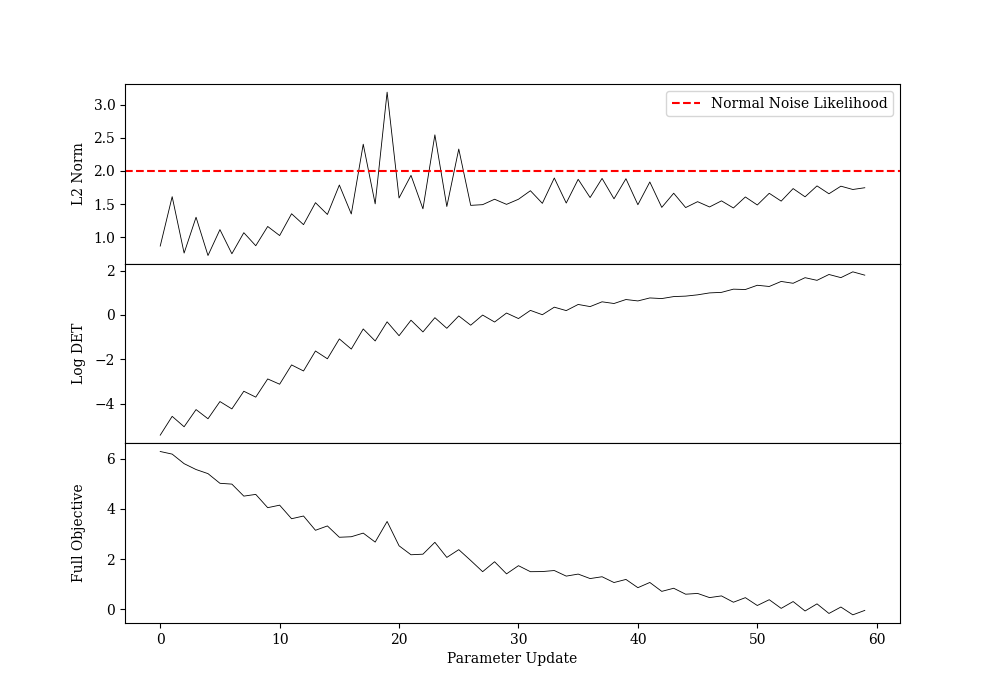 Normal Noise Likelihood
L2 Norm
3.0
2.5
2.0
1.5
1.0
Log DET
2
0
−2
−4
Full Objective
6
4
2
0
0 10 20 30 40 50 60
Parameter Update